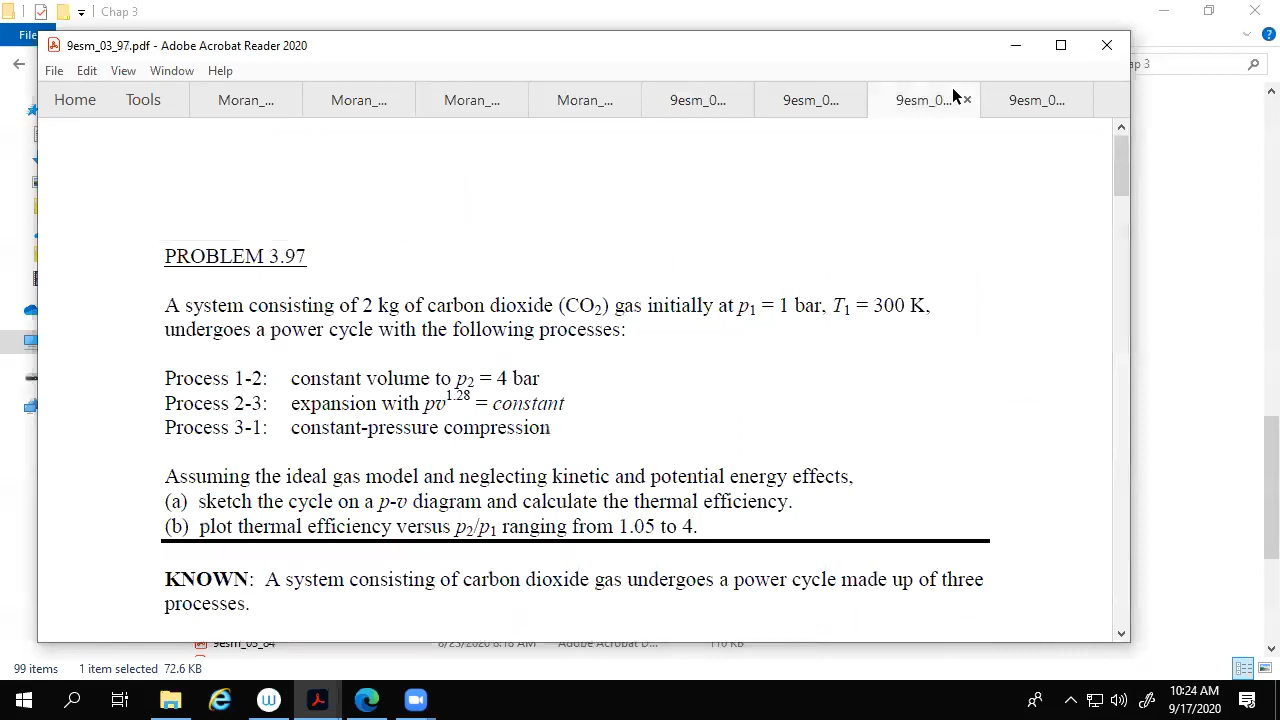 Chap 3
File
9esm_03_97.pdf - Adobe Acrobat Reader 2020
File Edit View Window Help
ap 3
Home Tools Moran_... Moran_... Moran_... Moran_... 9esm_0... 9esm_0... 9esm_0... × 9esm_0...
PROBLEM 3.97
A system consisting of 2 kg of carbon dioxide (CO₂) gas initially at p₁ = 1 bar, T₁ = 300 K,
undergoes a power cycle with the following processes:
Process 1-2: constant volume to p₂ = 4 bar
Process 2-3: expansion with pv¹·²⁸ = constant
Process 3-1: constant-pressure compression
Assuming the ideal gas model and neglecting kinetic and potential energy effects,
(a) sketch the cycle on a p-v diagram and calculate the thermal efficiency.
(b) plot thermal efficiency versus p₂/p₁ ranging from 1.05 to 4.
KNOWN: A system consisting of carbon dioxide gas undergoes a power cycle made up of three
processes.
99 items 1 item selected 72.6 KB
10:24 AM
9/17/2020